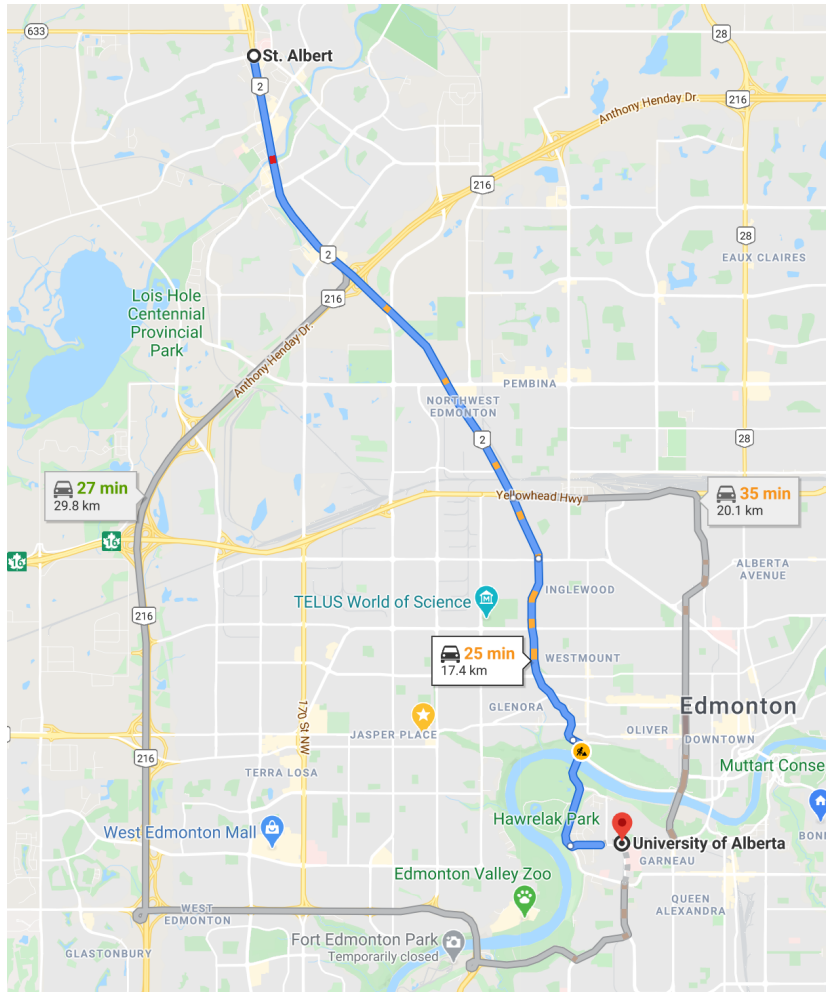 633
28
St. Albert
2
Anthony Henday Dr.
216
216
28
EAUX CLAIRES
2
216
Lois Hole
Centennial
Provincial
Park
Anthony Henday Dr.
PEMBINA
NORTHWEST
EDMONTON
2
28
27 min
29.8 km
Yellowhead Hwy
35 min
20.1 km
16
16
ALBERTA
AVENUE
INGLEWOOD
TELUS World of Science
216
25 min
17.4 km
WESTMOUNT
170 St NW
GLENORA
Edmonton
JASPER PLACE
OLIVER
DOWNTOWN
216
TERRA LOSA
Muttart Conse
Hawrelak Park
West Edmonton Mall
BON
University of Alberta
GARNEAU
Edmonton Valley Zoo
QUEEN
ALEXANDRA
WEST
EDMONTON
Fort Edmonton Park
Temporarily closed
GLASTONBURY